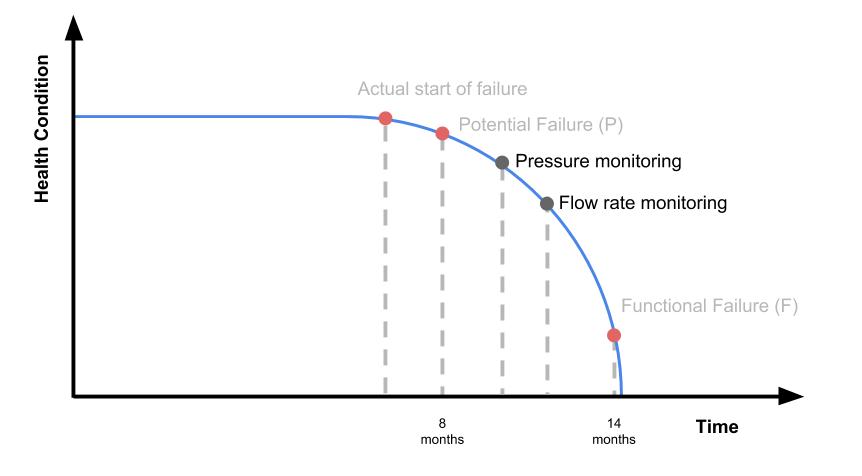 Health Condition
Actual start of failure
Potential Failure (P)
Pressure monitoring
Flow rate monitoring
Functional Failure (F)
8
months
14
months
Time